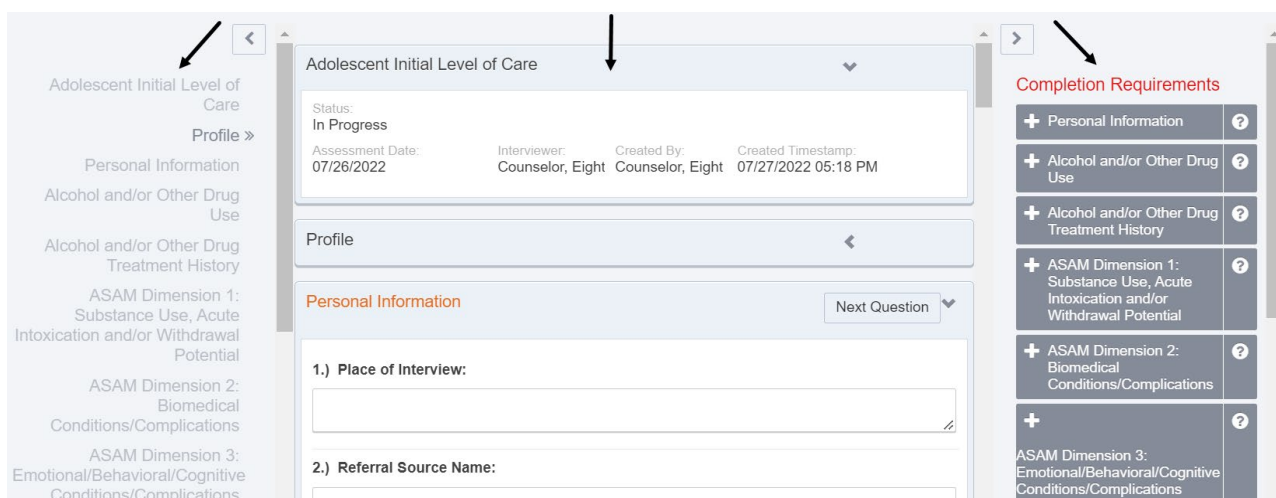 Adolescent Initial Level of
Care
Profile »
Personal Information
Alcohol and/or Other Drug
Use
Alcohol and/or Other Drug
Treatment History
ASAM Dimension 1:
Substance Use, Acute
Intoxication and/or Withdrawal
Potential
ASAM Dimension 2:
Biomedical
Conditions/Complications
ASAM Dimension 3:
Emotional/Behavioral/Cognitive
Conditions/Complications
Adolescent Initial Level of Care
Status:
In Progress
Assessment Date: Interviewer: Created By: Created Timestamp:
07/26/2022 Counselor, Eight Counselor, Eight 07/27/2022 05:18 PM
Profile
Personal Information
Next Question
1.) Place of Interview:
2.) Referral Source Name:
Completion Requirements
Personal Information
Alcohol and/or Other Drug
Use
Alcohol and/or Other Drug
Treatment History
ASAM Dimension 1:
Substance Use, Acute
Intoxication and/or
Withdrawal Potential
ASAM Dimension 2:
Biomedical
Conditions/Complications
ASAM Dimension 3:
Emotional/Behavioral/Cognitive
Conditions/Complications